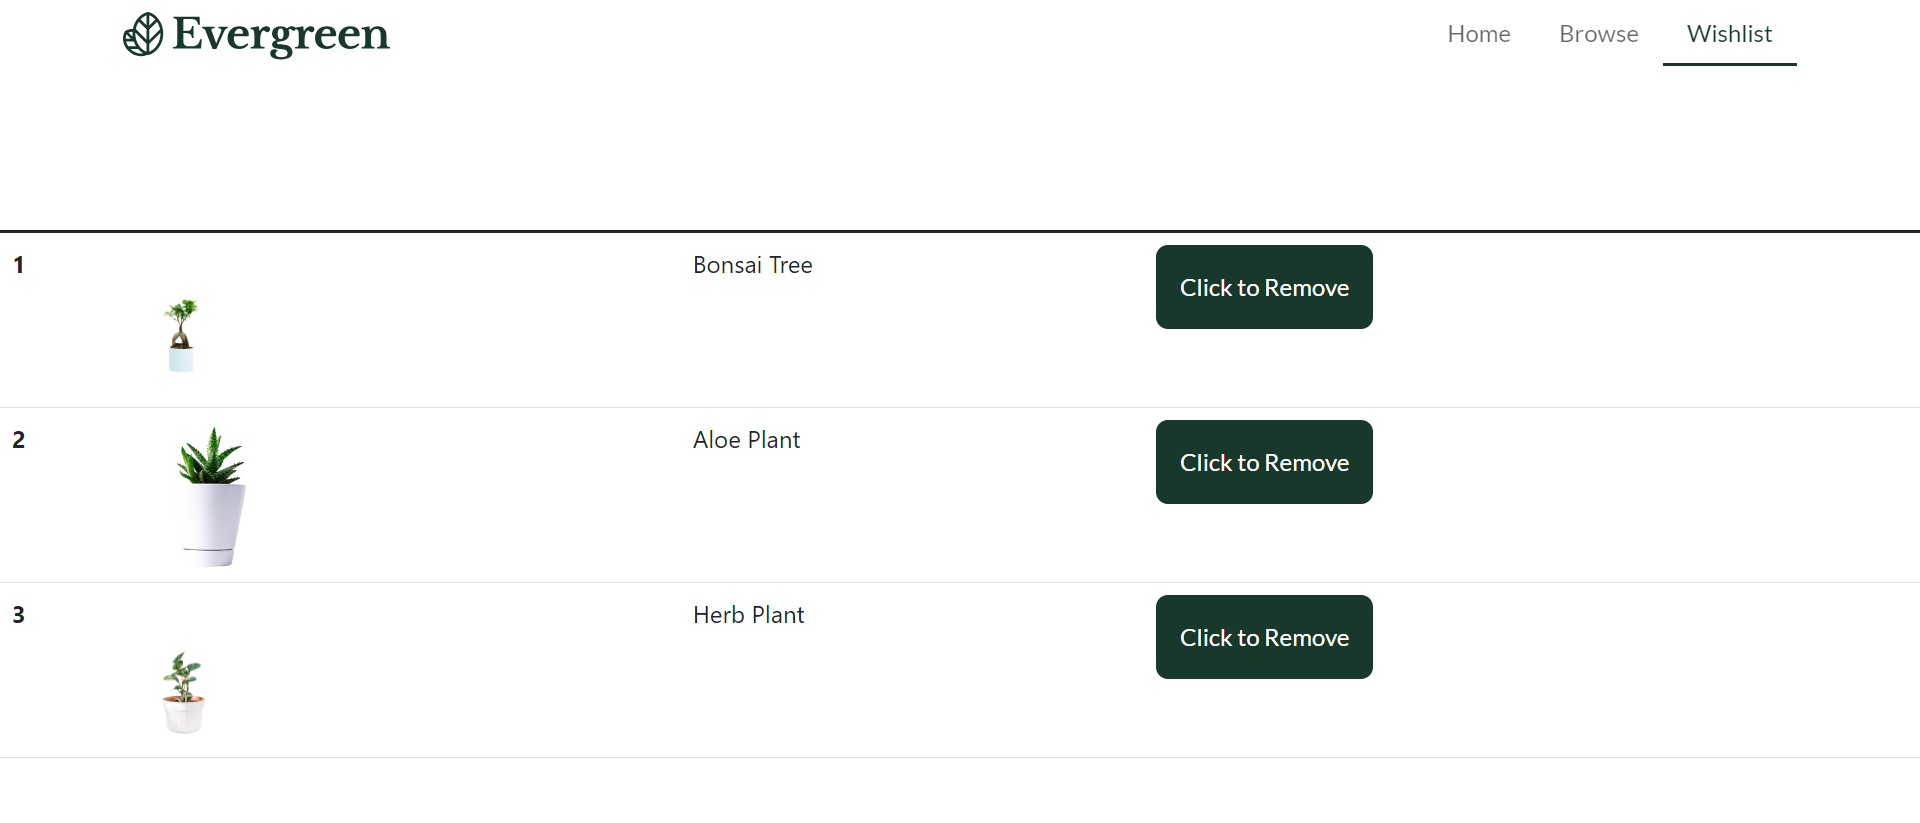 Evergreen
Home Browse Wishlist
1 Bonsai Tree Click to Remove
2 Aloe Plant Click to Remove
3 Herb Plant Click to Remove